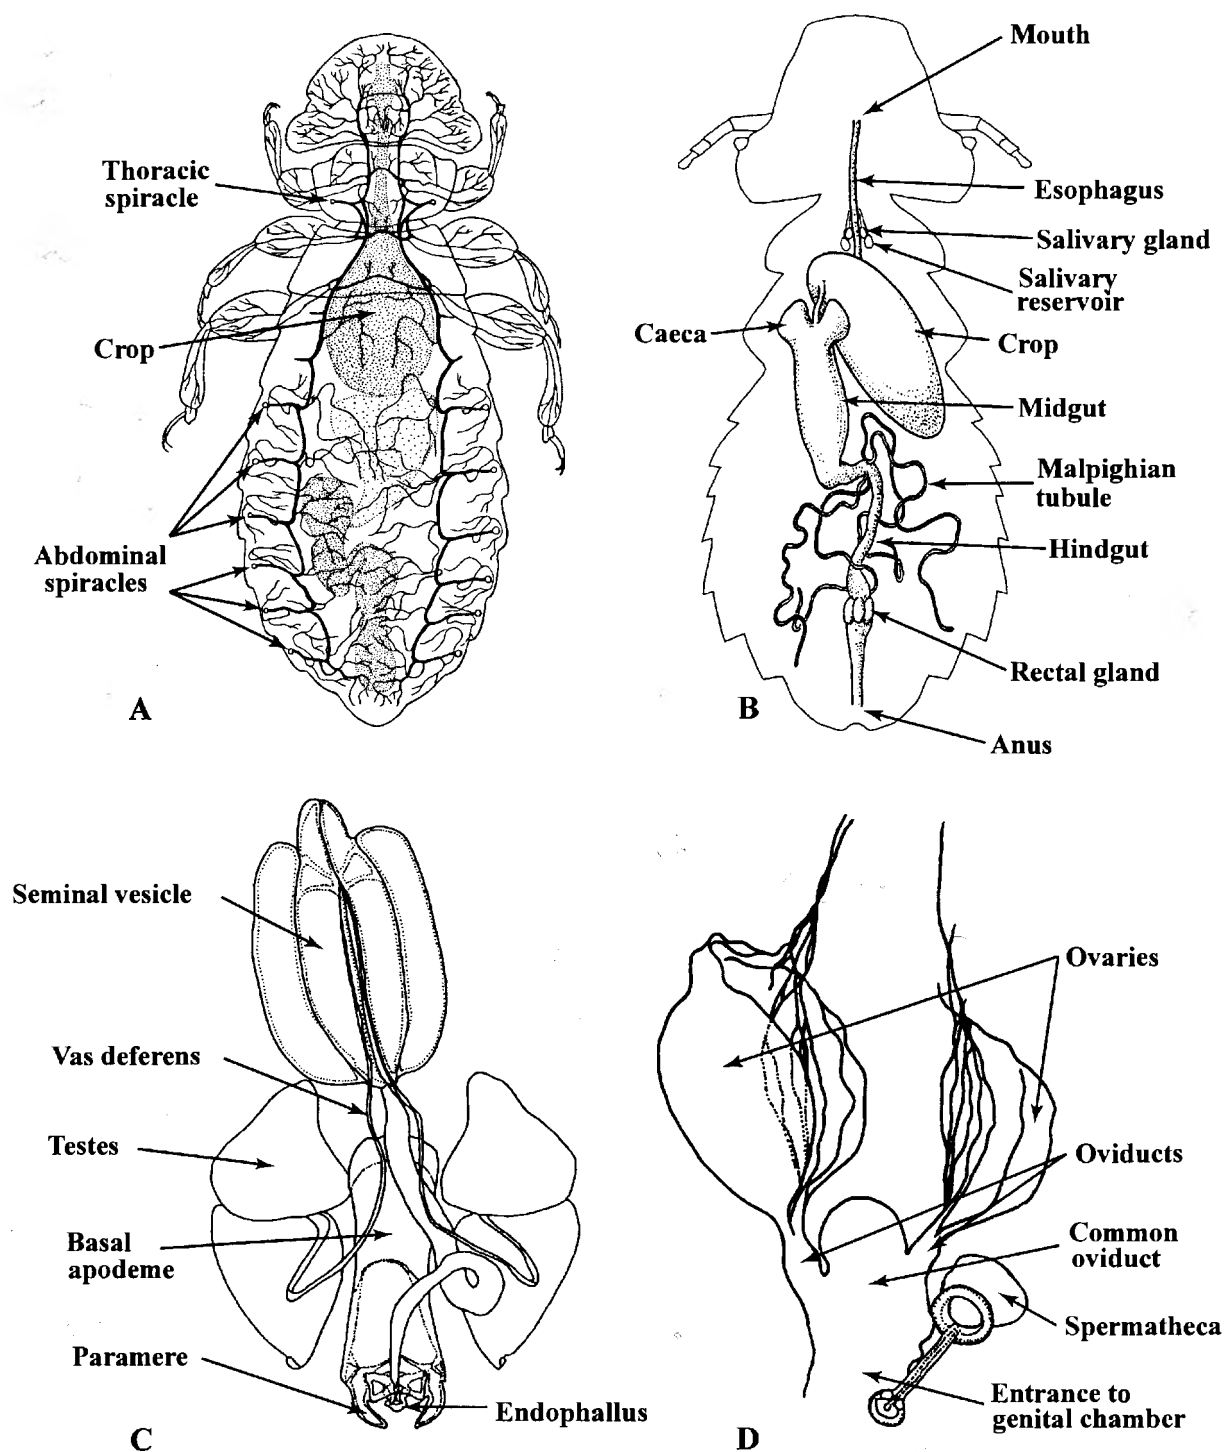 Thoracic
spiracle
Crop
Abdominal
spiracles
A
Mouth
Esophagus
Salivary gland
Salivary
reservoir
Caeca
Crop
Midgut
Malpighian
tubule
Hindgut
Rectal gland
B
Anus
Seminal vesicle
Vas deferens
Testes
Basal
apodeme
Paramere
Endophallus
C
Ovaries
Oviducts
Common
oviduct
Spermatheca
Entrance to
genital chamber
D